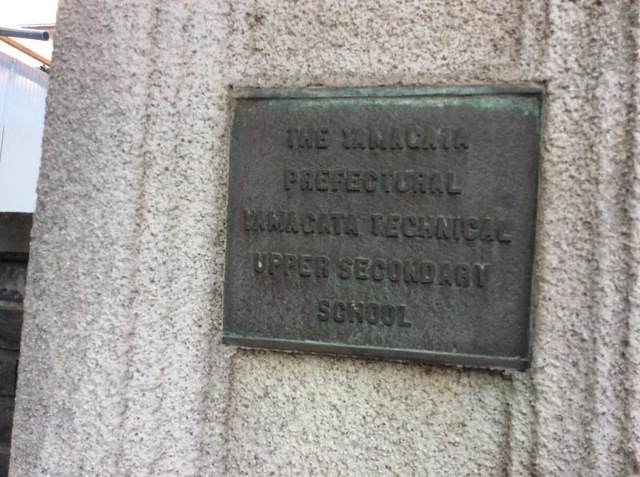 THE YAMAGATA
PREFECTURAL
YAMAGATA TECHNICAL
UPPER SECONDARY
SCHOOL